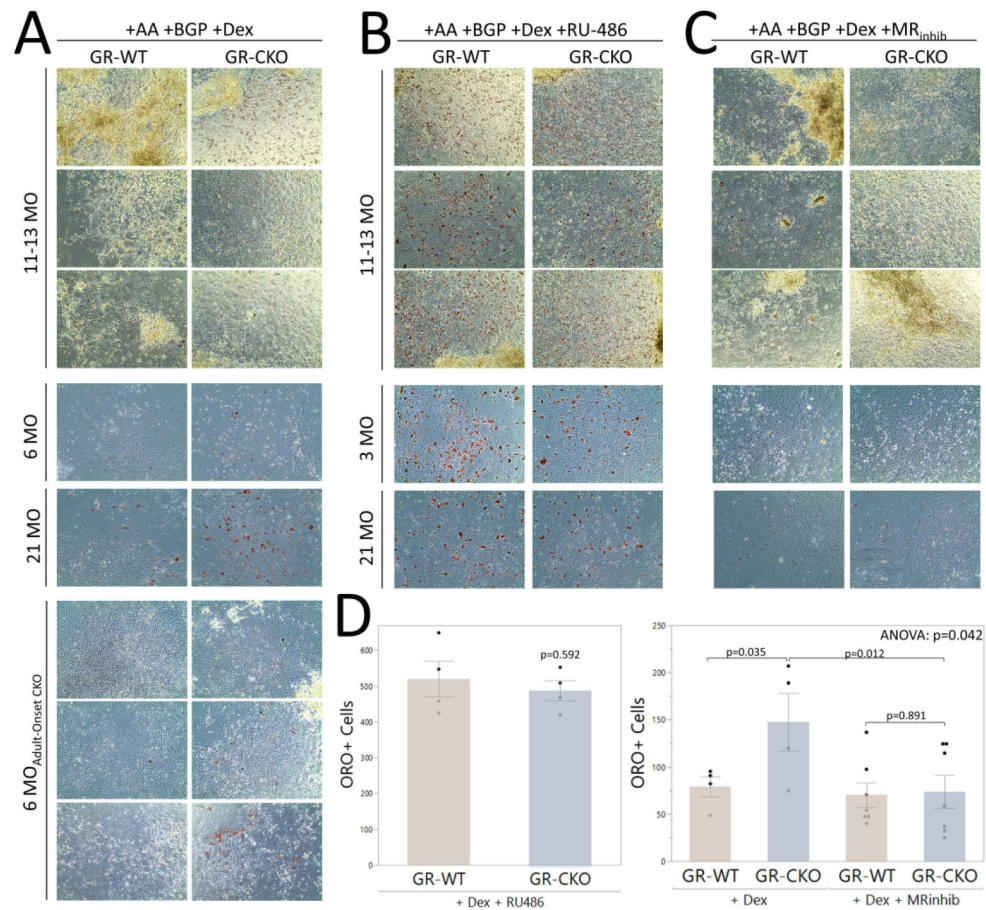 A
+AA +BGP +Dex
GR-WT GR-CKO
11-13 MO
6 MO
21 MO
6 MO Adult-Onset CKO
B
+AA +BGP +Dex +RU-486
GR-WT GR-CKO
11-13 MO
3 MO
21 MO
C
+AA +BGP +Dex +MRinhib
GR-WT GR-CKO
D
ORO+ Cells
600
500
400
300
200
100
0
p=0.592
GR-WT GR-CKO
+ Dex + RU486
ORO+ Cells
250
200
150
100
50
0
ANOVA: p=0.042
p=0.035 p=0.012
p=0.891
GR-WT GR-CKO GR-WT GR-CKO
+ Dex + Dex + MRinhib